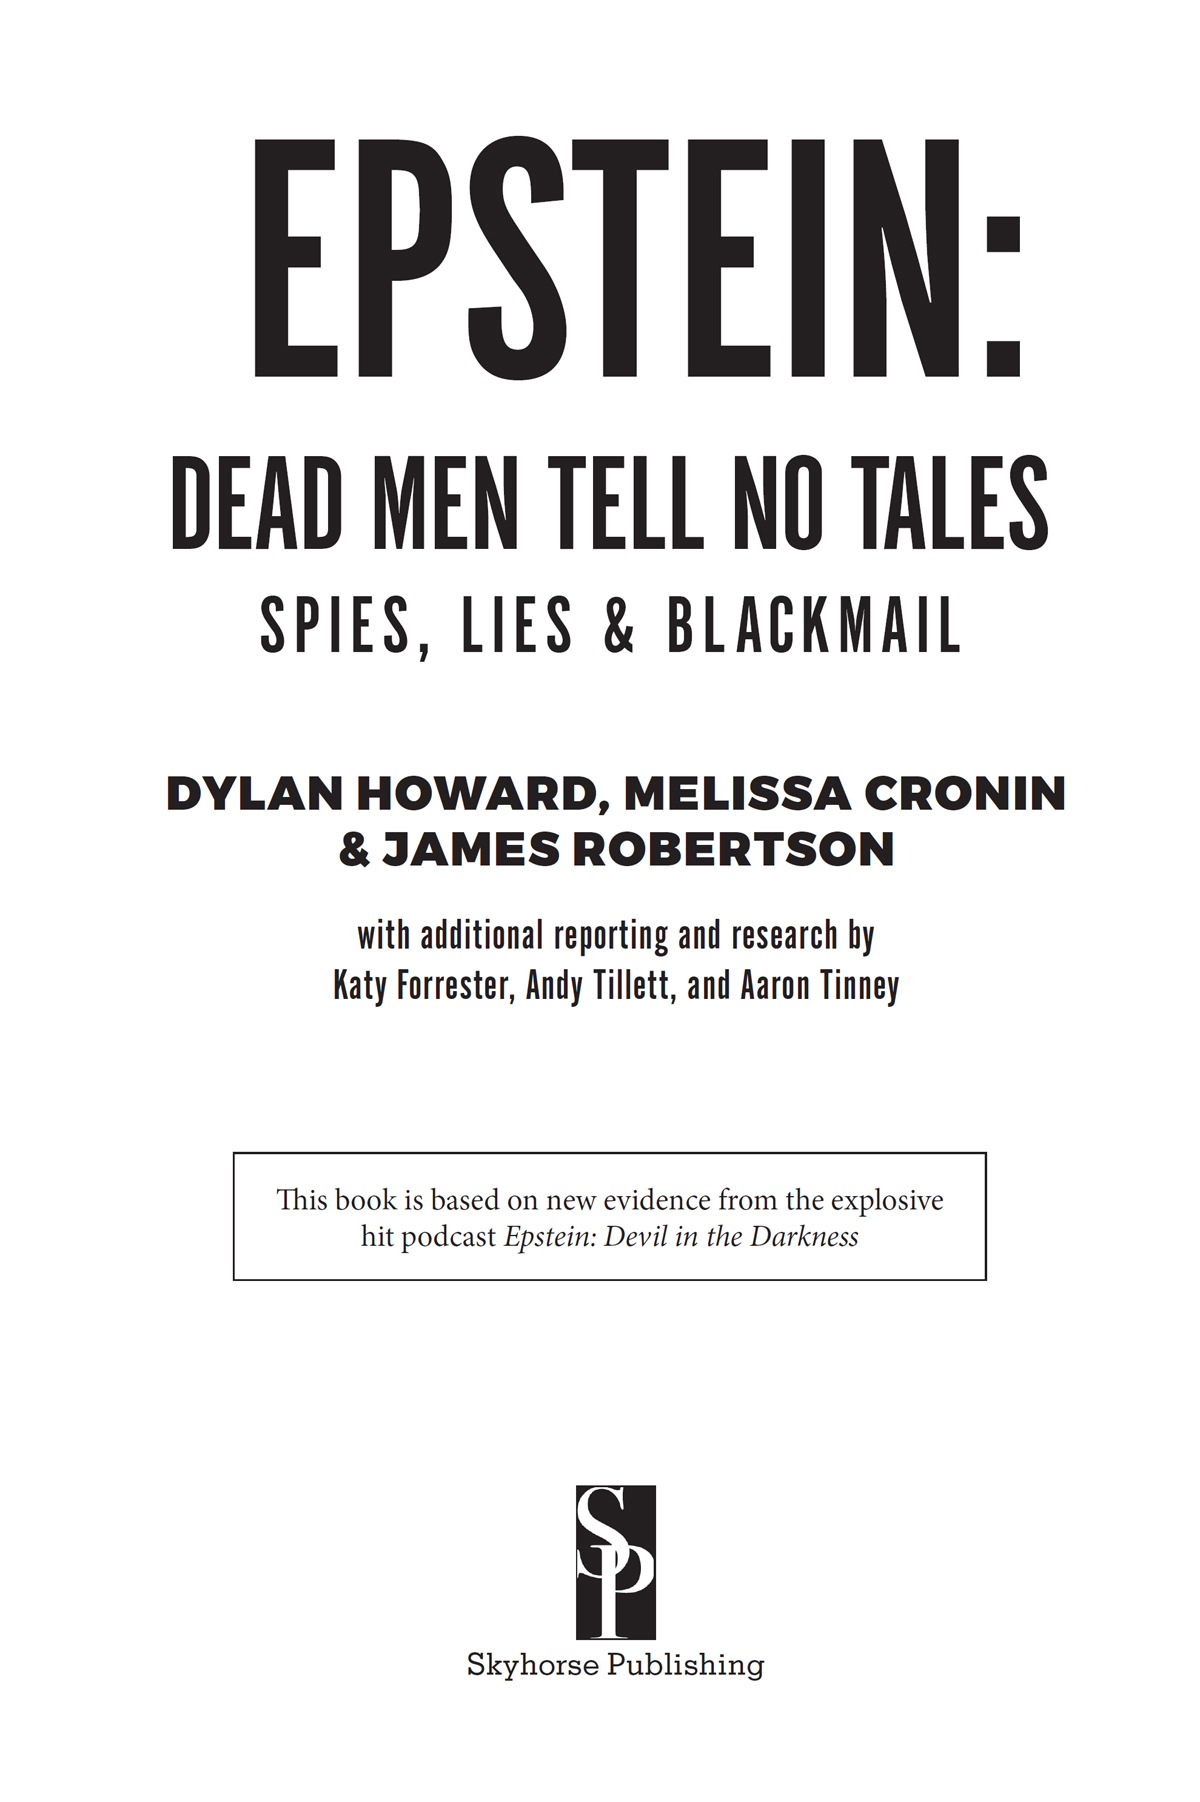 EPSTEIN:
DEAD MEN TELL NO TALES
SPIES, LIES & BLACKMAIL
DYLAN HOWARD, MELISSA CRONIN
& JAMES ROBERTSON
with additional reporting and research by
Katy Forrester, Andy Tillett, and Aaron Tinney
This book is based on new evidence from the explosive
hit podcast Epstein: Devil in the Darkness
SP
Skyhorse Publishing